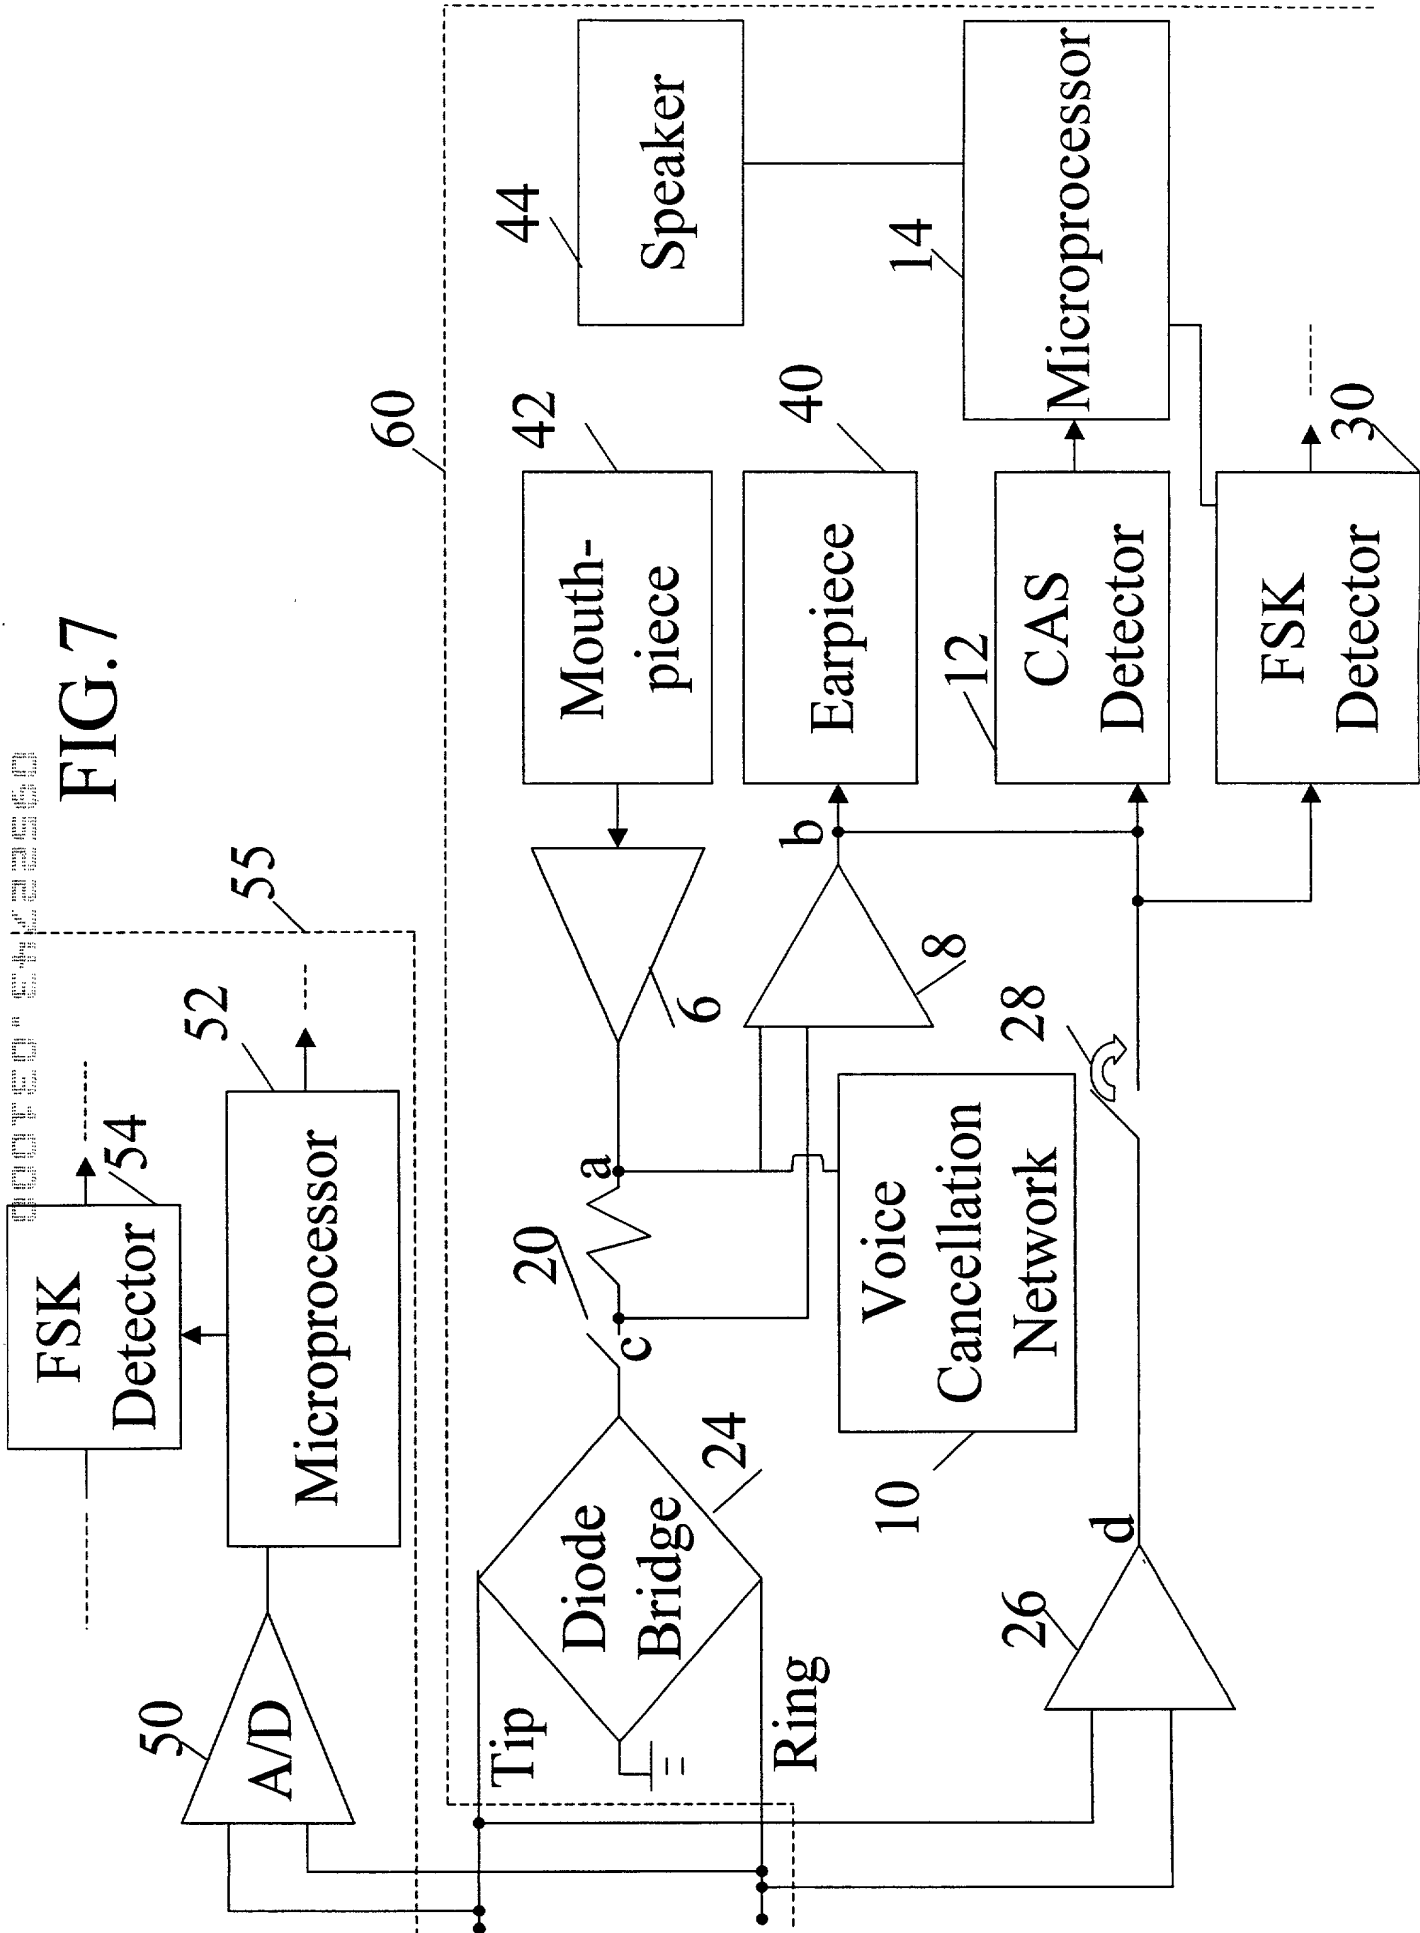 FIG.7
FSK
Detector
54
52
55
50
A/D
Microprocessor
60
Tip
Ring
Diode
Bridge
24
20
c
a
6
Mouth-
piece
42
44
Speaker
8
b
Earpiece
40
10
Voice
Cancellation
Network
28
12
CAS
Detector
14
Microprocessor
26
d
FSK
Detector
30